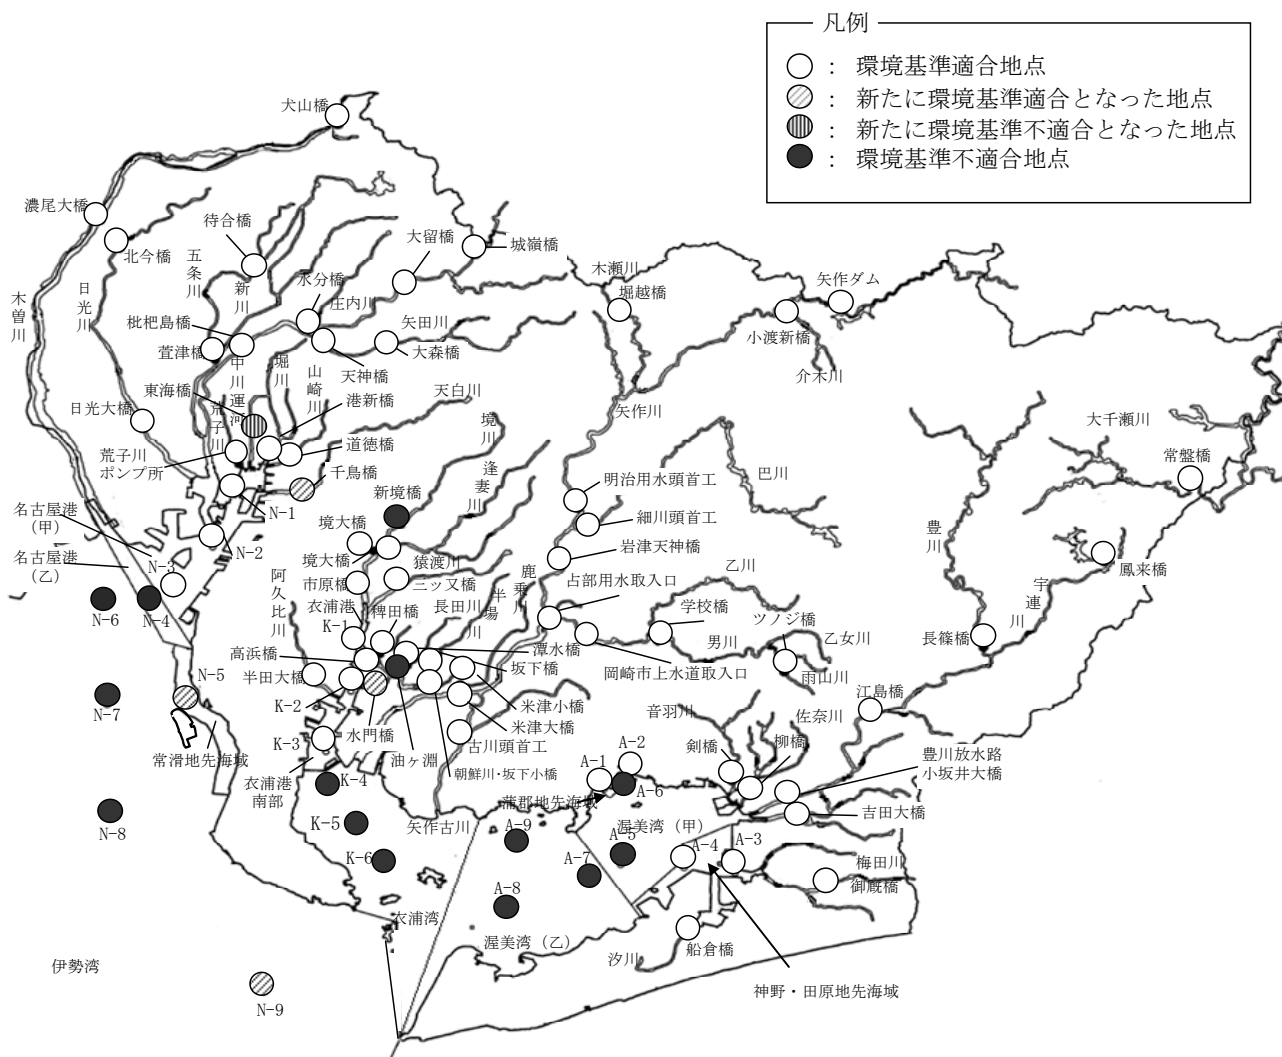 凡例
○ : 環境基準適合地点
: 新たに環境基準適合となった地点
: 新たに環境基準不適合となった地点
● : 環境基準不適合地点
犬山橋
濃尾大橋
北今橋
待合橋
大留橋
城嶺橋
五条川
新川
水分橋
庄内川
木瀬川
堀越橋
矢作ダム
木曽川
日光川
枇杷島橋
矢田川
小渡新橋
萱津橋
大森橋
天神橋
介木川
中川運河
堀川
山崎川
東海橋
荒子川
港新橋
天白川
矢作川
日光大橋
道徳橋
境川
大千瀬川
荒子川
ポンプ所
千鳥橋
逢妻川
巴川
常盤橋
新境橋
明治用水頭首工
名古屋港
(甲)
N-1
細川頭首工
豊川
N-2
境大橋
名古屋港
(乙)
N-3
境大橋
猿渡川
岩津天神橋
鳳来橋
市原橋
三ッ又橋
鹿乗川
占部用水取入口
乙川
宇連川
阿久比川
衣浦港
稗田橋
長田川
半場川
学校橋
ツノジ橋
N-6
N-4
K-1
男川
乙女川
長篠橋
高浜橋
潭水橋
半田大橋
坂下橋
岡崎市上水道取入口
雨山川
N-5
K-2
米津小橋
江島橋
N-7
米津大橋
音羽川
佐奈川
水門橋
K-3
油ヶ淵
古川頭首工
A-2
剣橋
柳橋
常滑地先海域
衣浦港
南部
K-4
朝鮮川・坂下小橋
A-1
豊川放水路
小坂井大橋
蒲郡地先海域
A-6
N-8
K-5
矢作古川
A-9
渥美湾(甲)
吉田大橋
K-6
A-5
A-4
A-3
A-7
梅田川
御厩橋
A-8
衣浦湾
渥美湾(乙)
船倉橋
汐川
伊勢湾
神野・田原地先海域
N-9